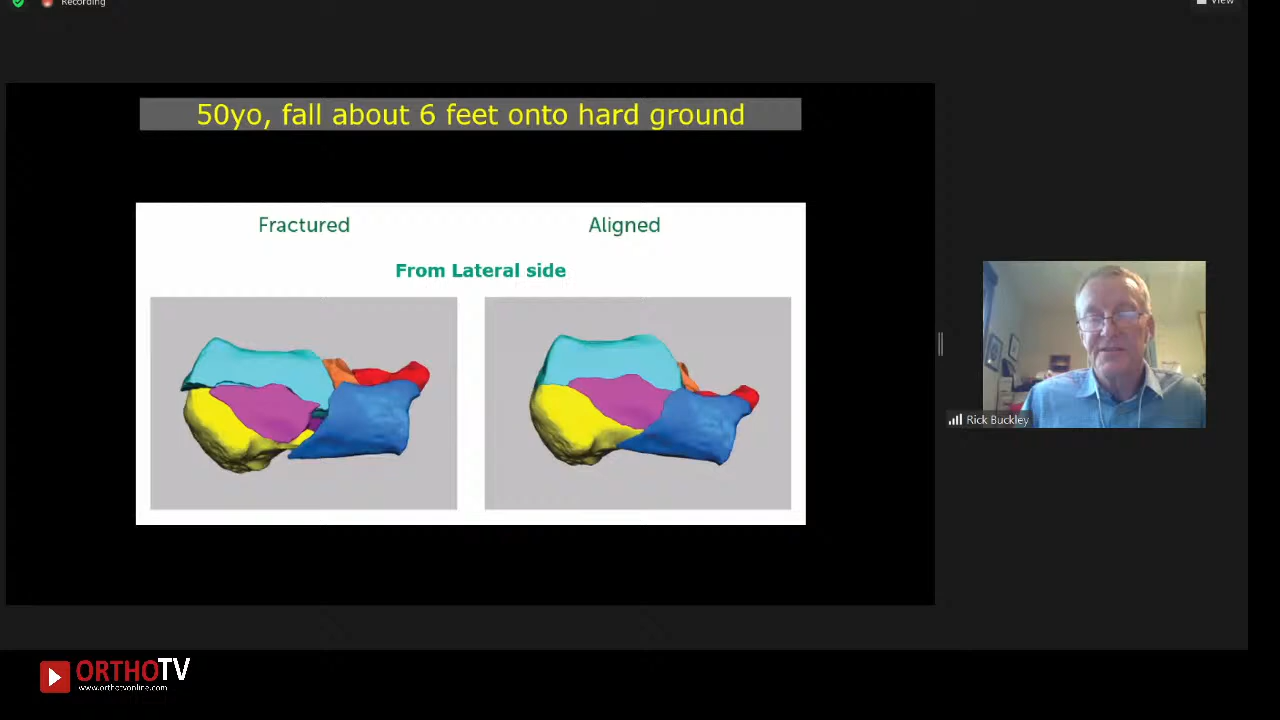 Recording
View
50yo, fall about 6 feet onto hard ground
Fractured
Aligned
From Lateral side
Rick Buckley
ORTHOTV
www.orthotvonline.com